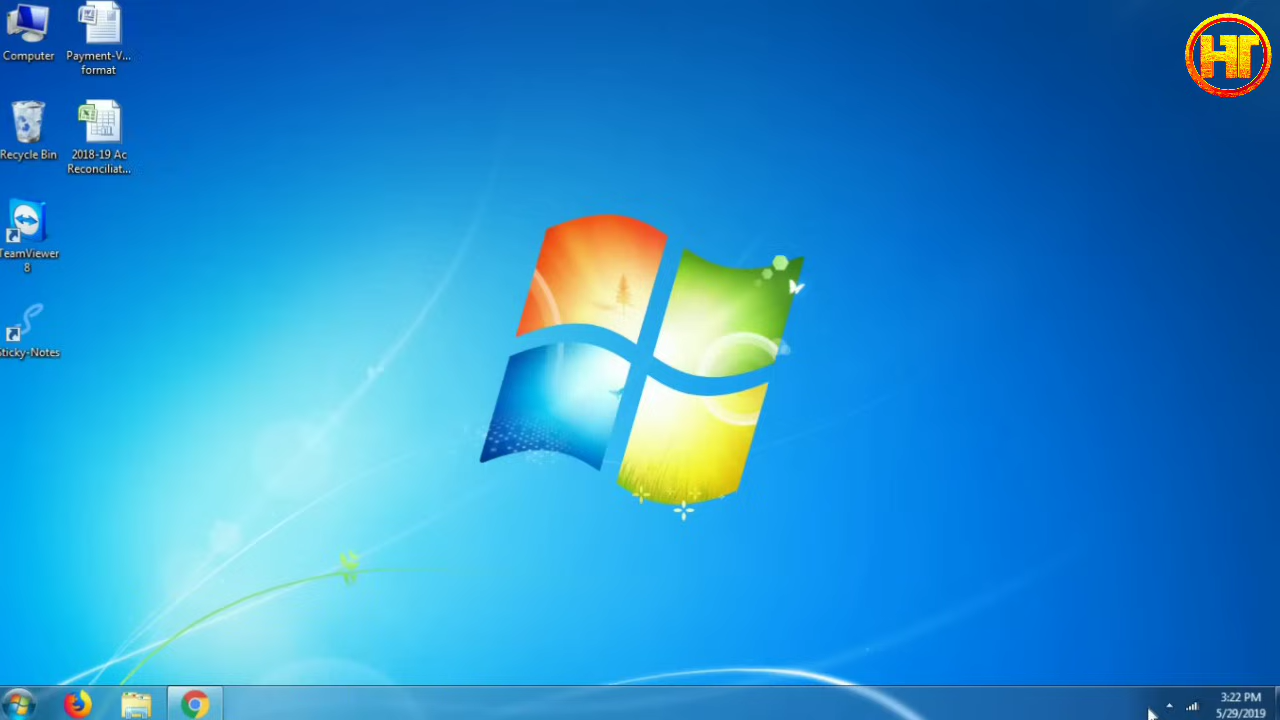 Computer
Payment-V...
format
Recycle Bin
2018-19 Ac
Reconciliat...
TeamViewer
8
Sticky-Notes
HT
3:22 PM
5/29/2019